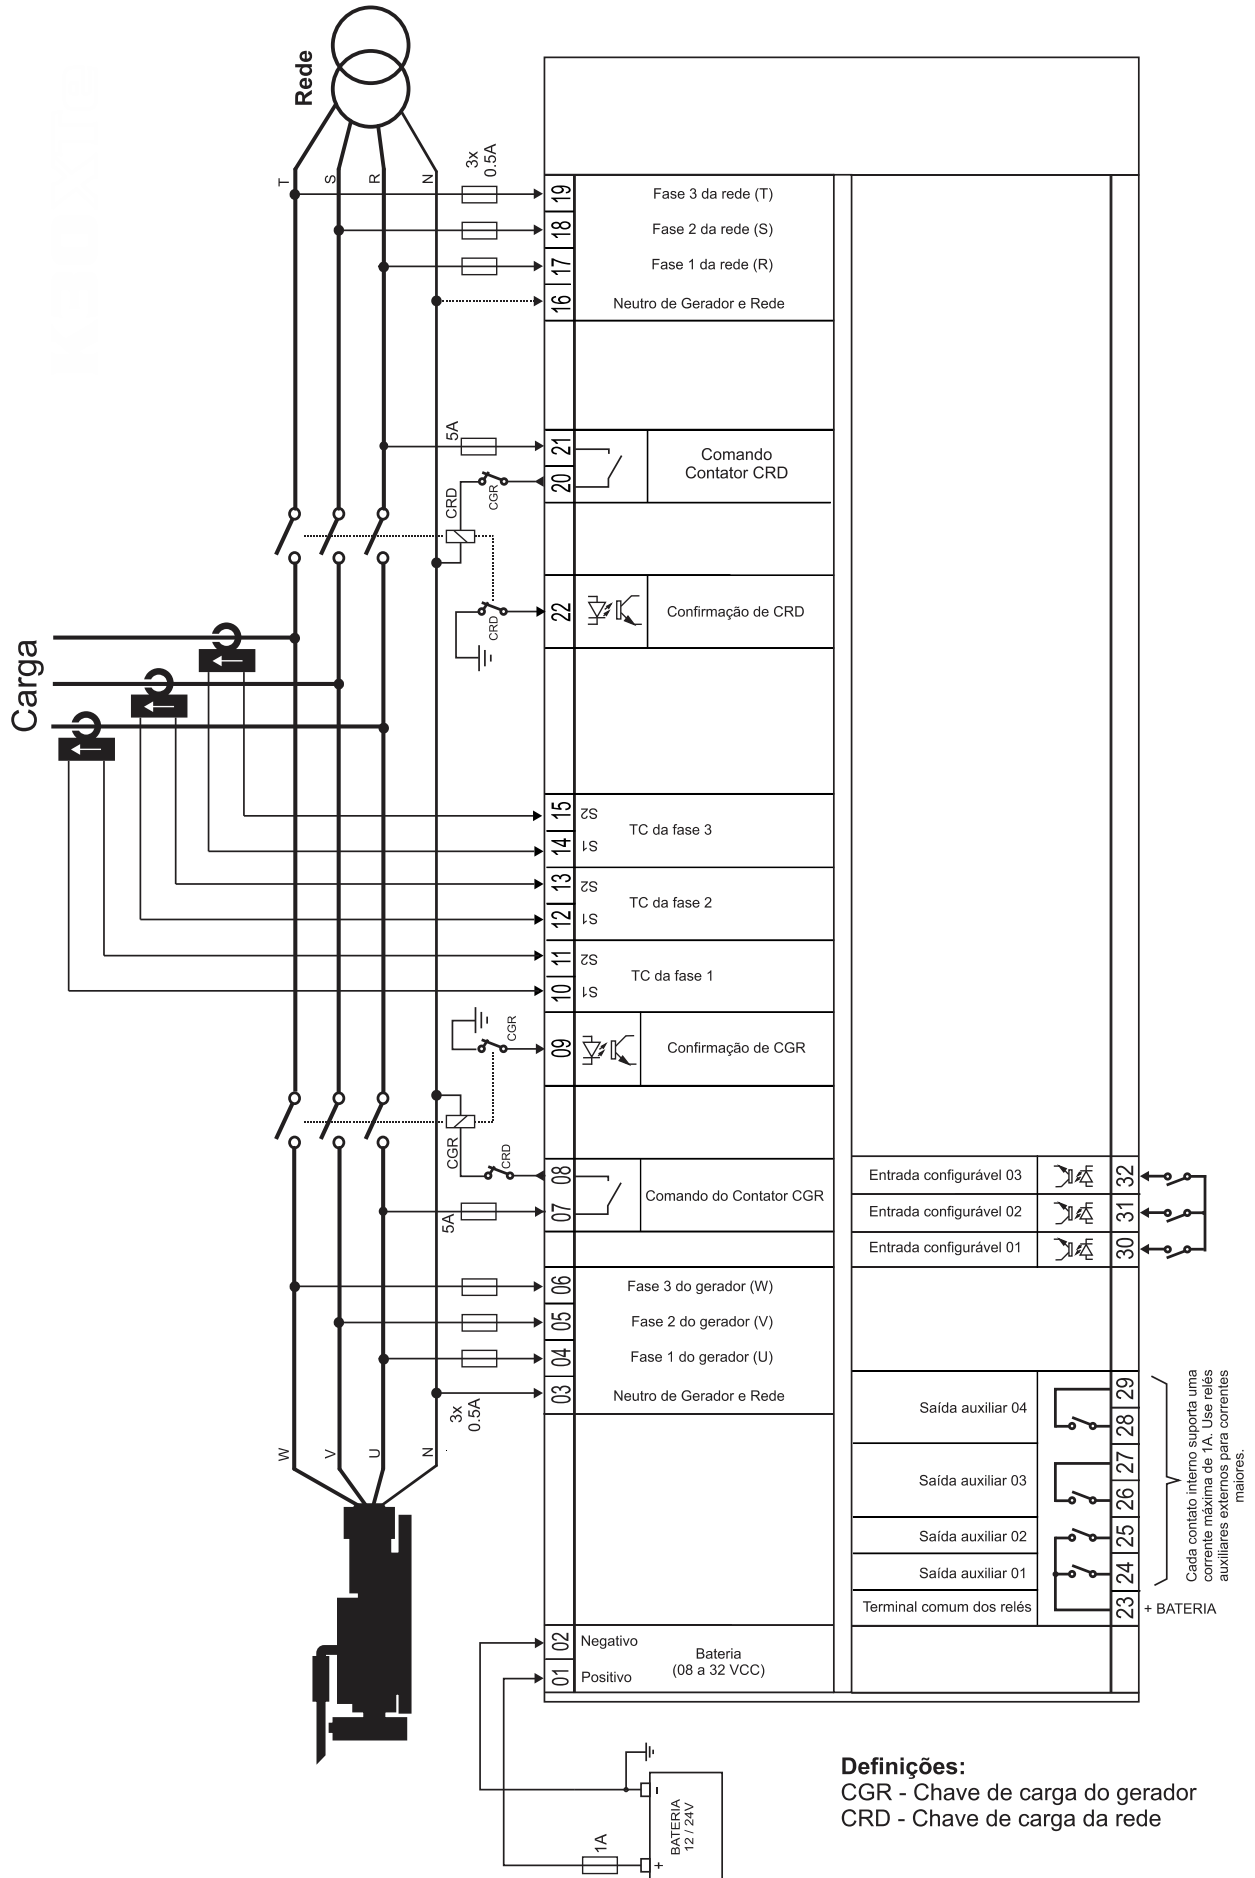 Rede
T
S
R
N
3x
0.5A
19
Fase 3 da rede (T)
18
Fase 2 da rede (S)
17
Fase 1 da rede (R)
16
Neutro de Gerador e Rede
5A
21
20
Comando
Contator CRD
CRD
CGR
22
Confirmação de CRD
CRD
Carga
15
S2
TC da fase 3
14
S1
13
S2
TC da fase 2
12
S1
11
S2
TC da fase 1
10
S1
CGR
09
Confirmação de CGR
CGR
CRD
08
Comando do Contator CGR
07
5A
06
Fase 3 do gerador (W)
05
Fase 2 do gerador (V)
04
Fase 1 do gerador (U)
03
Neutro de Gerador e Rede
3x
0.5A
W
V
U
N
02
Negativo
01
Positivo
Bateria
(08 a 32 VCC)
Entrada configurável 03
32
Entrada configurável 02
31
Entrada configurável 01
30
Saída auxiliar 04
29
28
Saída auxiliar 03
27
26
Saída auxiliar 02
25
Saída auxiliar 01
24
Terminal comum dos relés
23
+ BATERIA
Cada contato interno suporta uma
corrente máxima de 1A. Use relés
auxiliares externos para correntes
maiores.
1A
BATERIA
12 / 24V
-
+
Definições:
CGR - Chave de carga do gerador
CRD - Chave de carga da rede